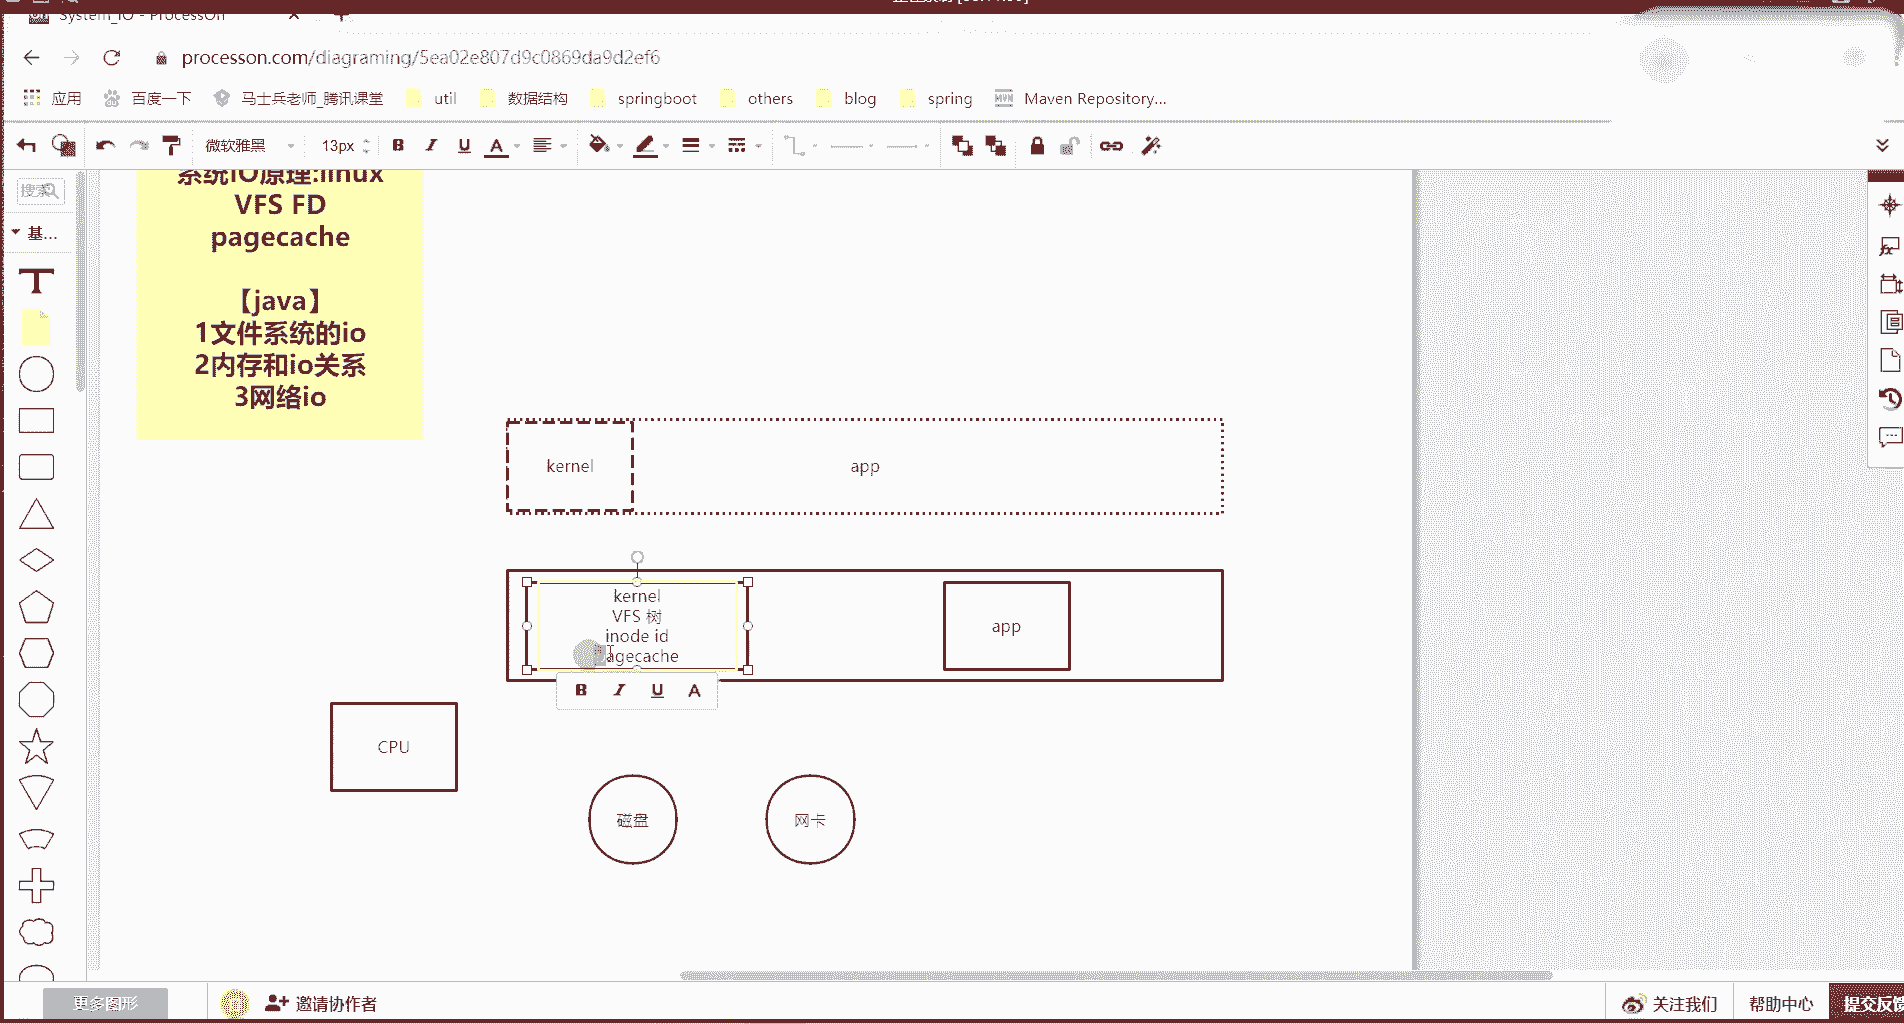 System_IO - ProcessOn
processon.com/diagraming/5ea02e807d9c0869da9d2ef6
应用
百度一下
马士兵老师_腾讯课堂
util
数据结构
springboot
others
blog
spring
MVN
Maven Repository...
微软雅黑
13px
B I U A
搜索
基...
T
系统IO原理:linux
VFS FD
pagecache
【java】
1文件系统的io
2内存和io关系
3网络io
kernel
app
kernel
VFS 树
inode id
agecache
app
B I U A
CPU
磁盘
网卡
更多图形
邀请协作者
关注我们
帮助中心
提交反馈